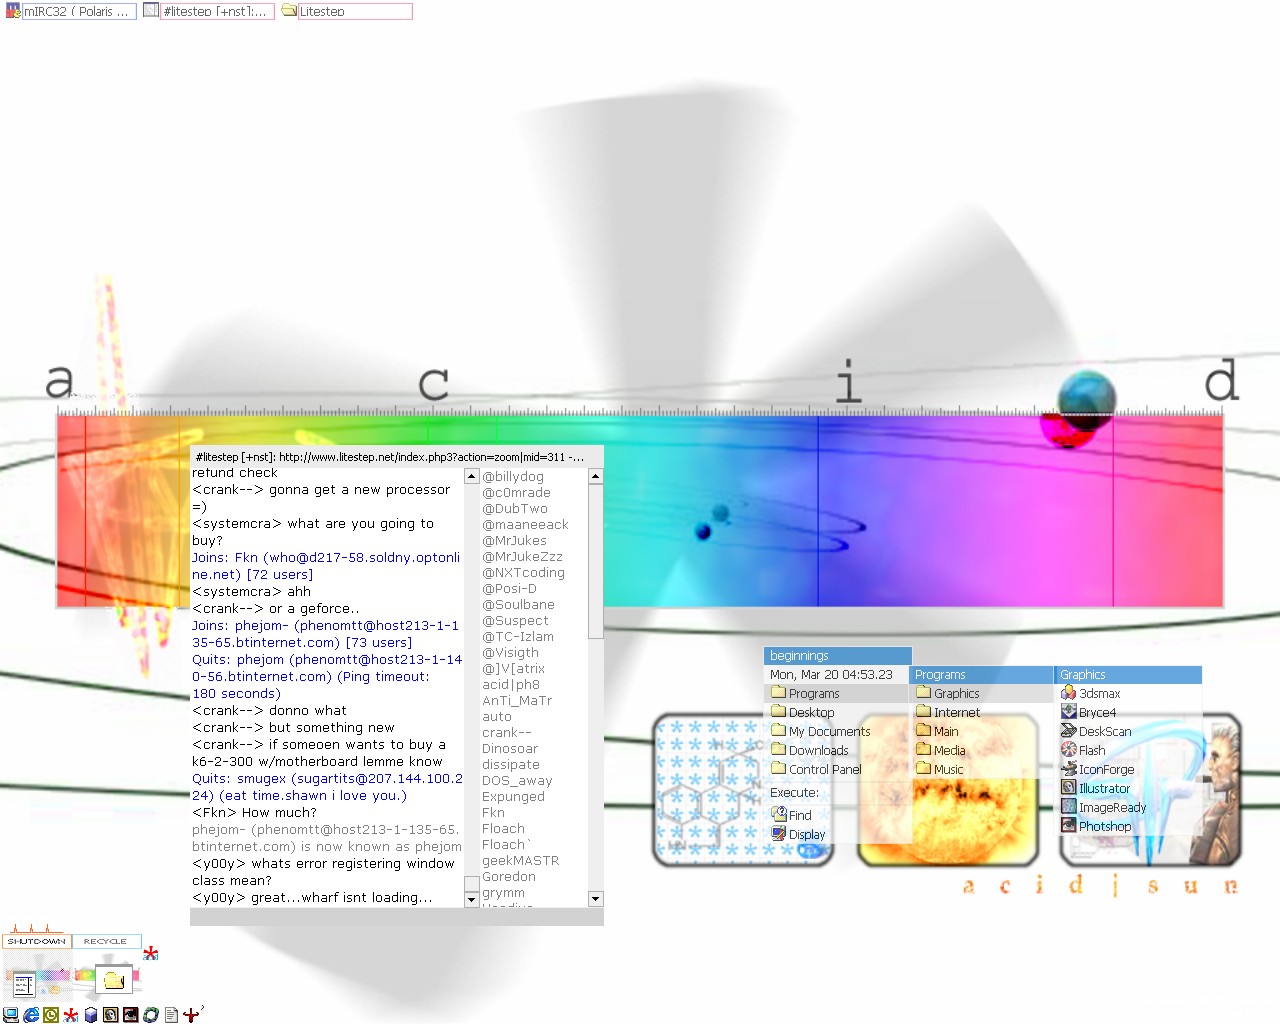 mIRC32 ( Polaris ...
#litestep [+nst]:...
Litestep
a c i d
#litestep [+nst]: http://www.litestep.net/index.php3?action=zoom|mid=311 -...
refund check
<crank--> gonna get a new processor
=)
<systemcra> what are you going to
buy?
Joins: Fkn (who@d217-58.soldny.optonli
ne.net) [72 users]
<systemcra> ahh
<crank--> or a geforce..
Joins: phejom- (phenomtt@host213-1-1
35-65.btinternet.com) [73 users]
Quits: phejom (phenomtt@host213-1-14
0-56.btinternet.com) (Ping timeout:
180 seconds)
<crank--> donno what
<crank--> but something new
<crank--> if someoen wants to buy a
k6-2-300 w/motherboard lemme know
Quits: smugex (sugartits@207.144.100.2
24) (eat time.shawn i love you.)
<Fkn> How much?
phejom- (phenomtt@host213-1-135-65.
btinternet.com) is now known as phejom
<y00y> whats error registering window
class mean?
<y00y> great...wharf isnt loading...
@billydog
@c0mrade
@DubTwo
@maaneeack
@MrJukes
@MrJukeZzz
@NXTcoding
@Posi-D
@Soulbane
@Suspect
@TC-Izlam
@Visigth
@]V[atrix
acid|ph8
AnTi_MaTr
auto
crank--
Dinosoar
dissipate
DOS_away
Expunged
Fkn
Floach
Floach`
geekMASTR
Goredon
grymm
beginnings
Mon, Mar 20 04:53.23
Programs
Desktop
My Documents
Downloads
Control Panel
Execute:
Find
Display
Programs
Graphics
Internet
Main
Media
Music
Graphics
3dsmax
Bryce4
DeskScan
Flash
IconForge
Illustrator
ImageReady
Photshop
a c i d j s u n
SHUTDOWN
RECYCLE